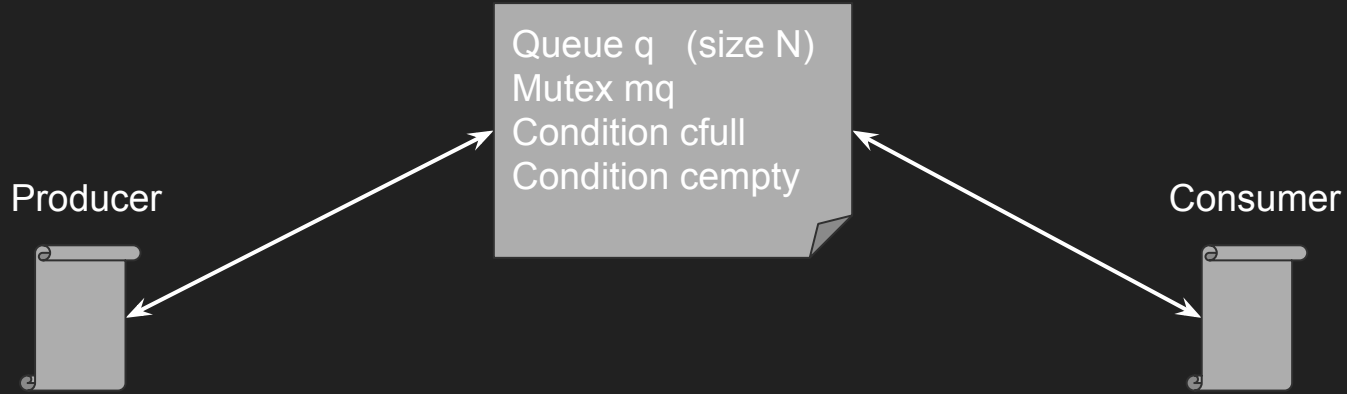 Queue q (size N)
Mutex mq
Condition cfull
Condition cempty
Producer
Consumer